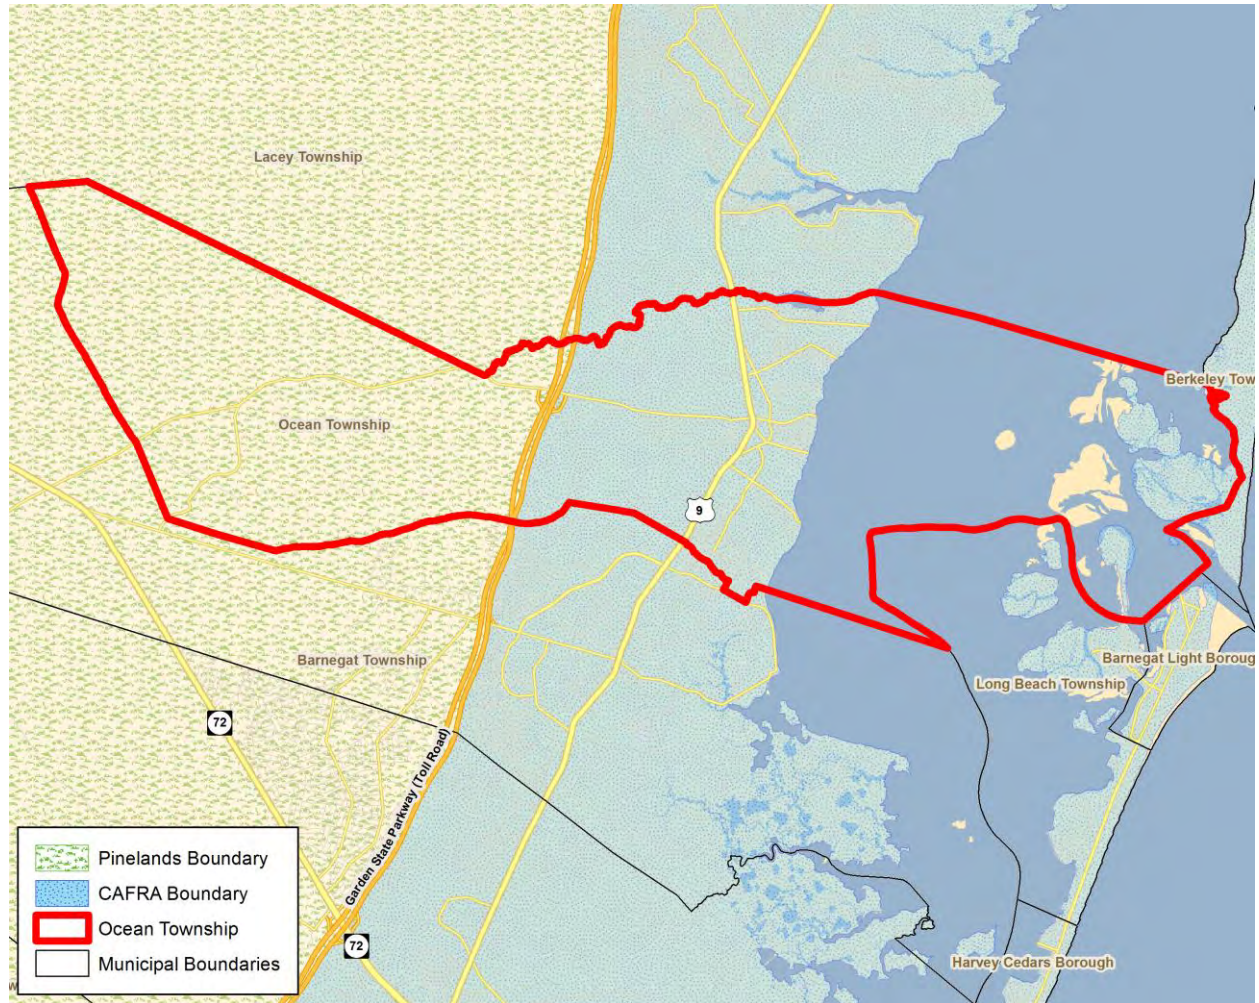 Lacey Township
Berkeley Tow
Ocean Township
9
Barnegat Township
Barnegat Light Boroug
Long Beach Township
72
Garden State Parkway (Toll Road)
Pinelands Boundary
CAFRA Boundary
Ocean Township
Municipal Boundaries
72
Harvey Cedars Borough